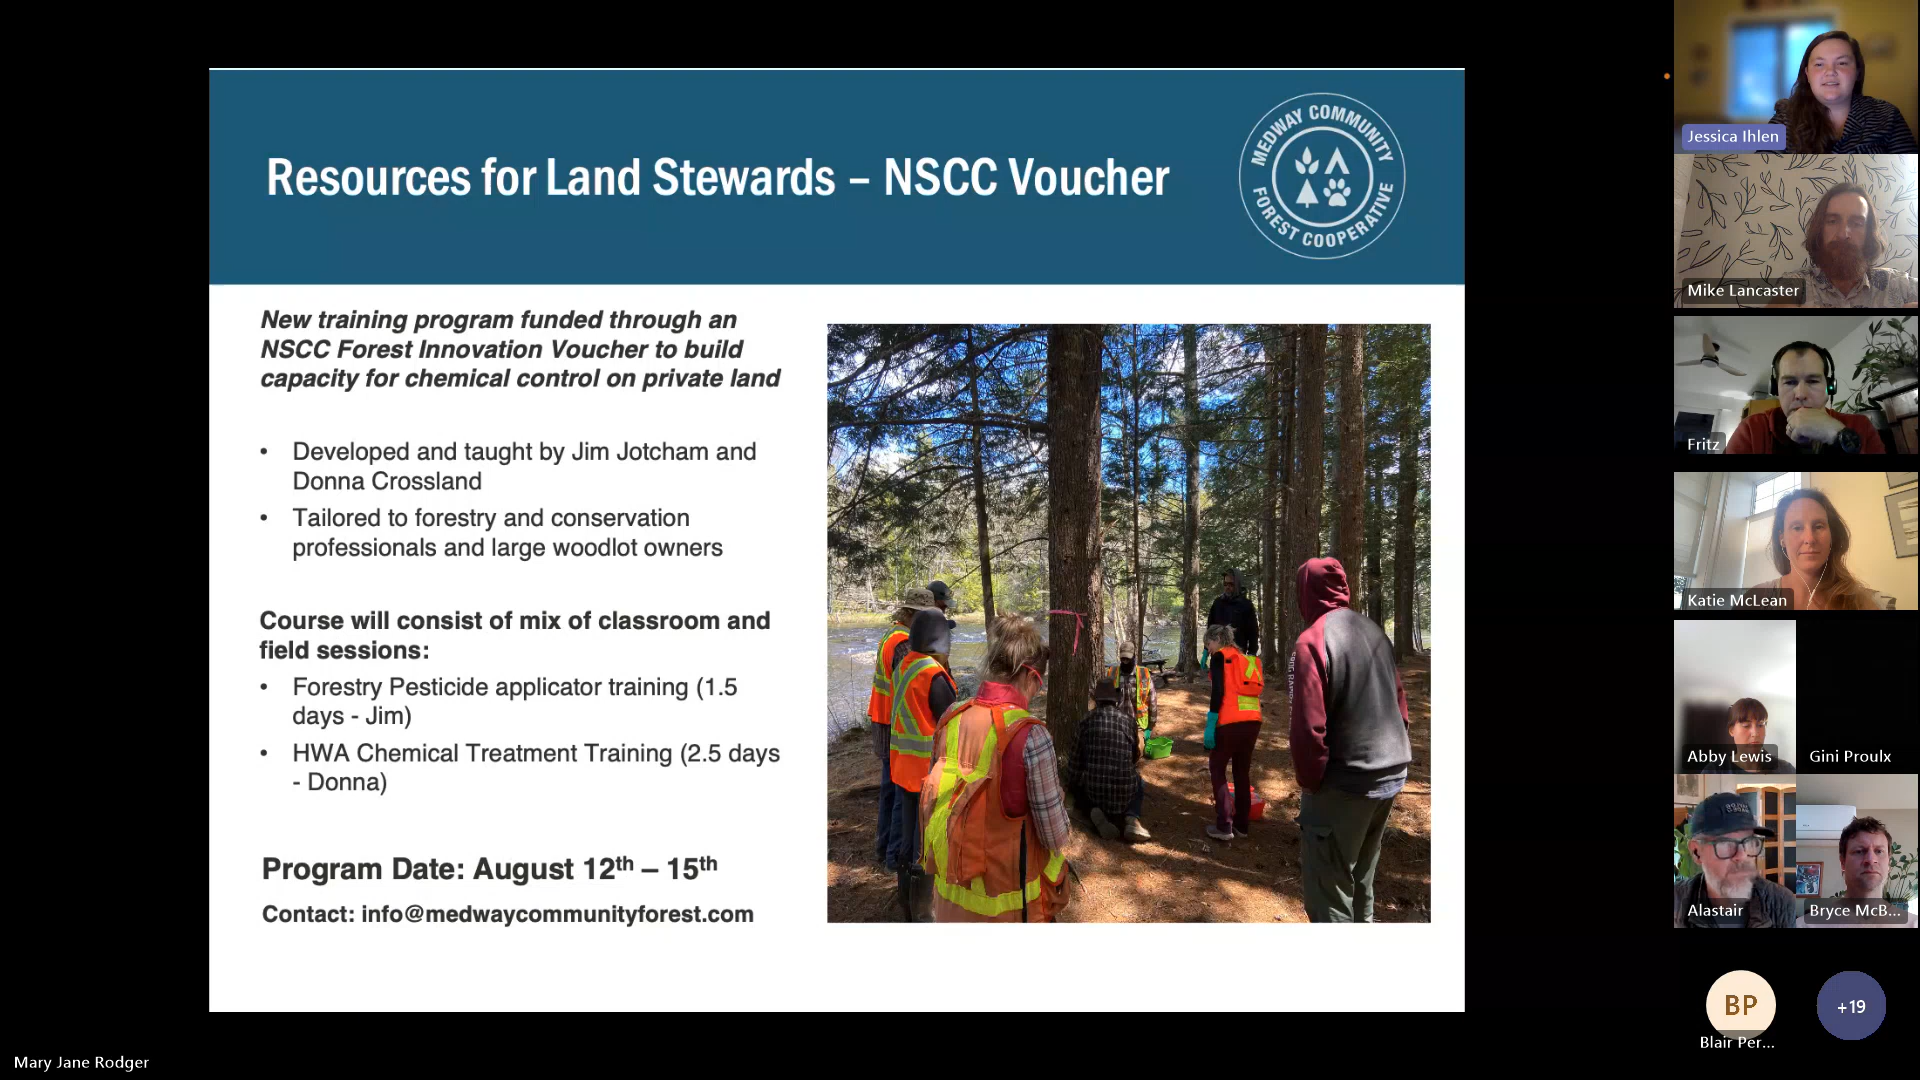 Resources for Land Stewards – NSCC Voucher
MEDWAY COMMUNITY
FOREST COOPERATIVE
New training program funded through an
NSCC Forest Innovation Voucher to build
capacity for chemical control on private land
• Developed and taught by Jim Jotcham and
Donna Crossland
• Tailored to forestry and conservation
professionals and large woodlot owners
Course will consist of mix of classroom and
field sessions:
• Forestry Pesticide applicator training (1.5
days - Jim)
• HWA Chemical Treatment Training (2.5 days
- Donna)
Program Date: August 12th – 15th
Contact: info@medwaycommunityforest.com
Jessica Ihlen
Mike Lancaster
Fritz
Katie McLean
Abby Lewis
Gini Proulx
Alastair
Bryce McB...
BP
+19
Blair Per...
Mary Jane Rodger